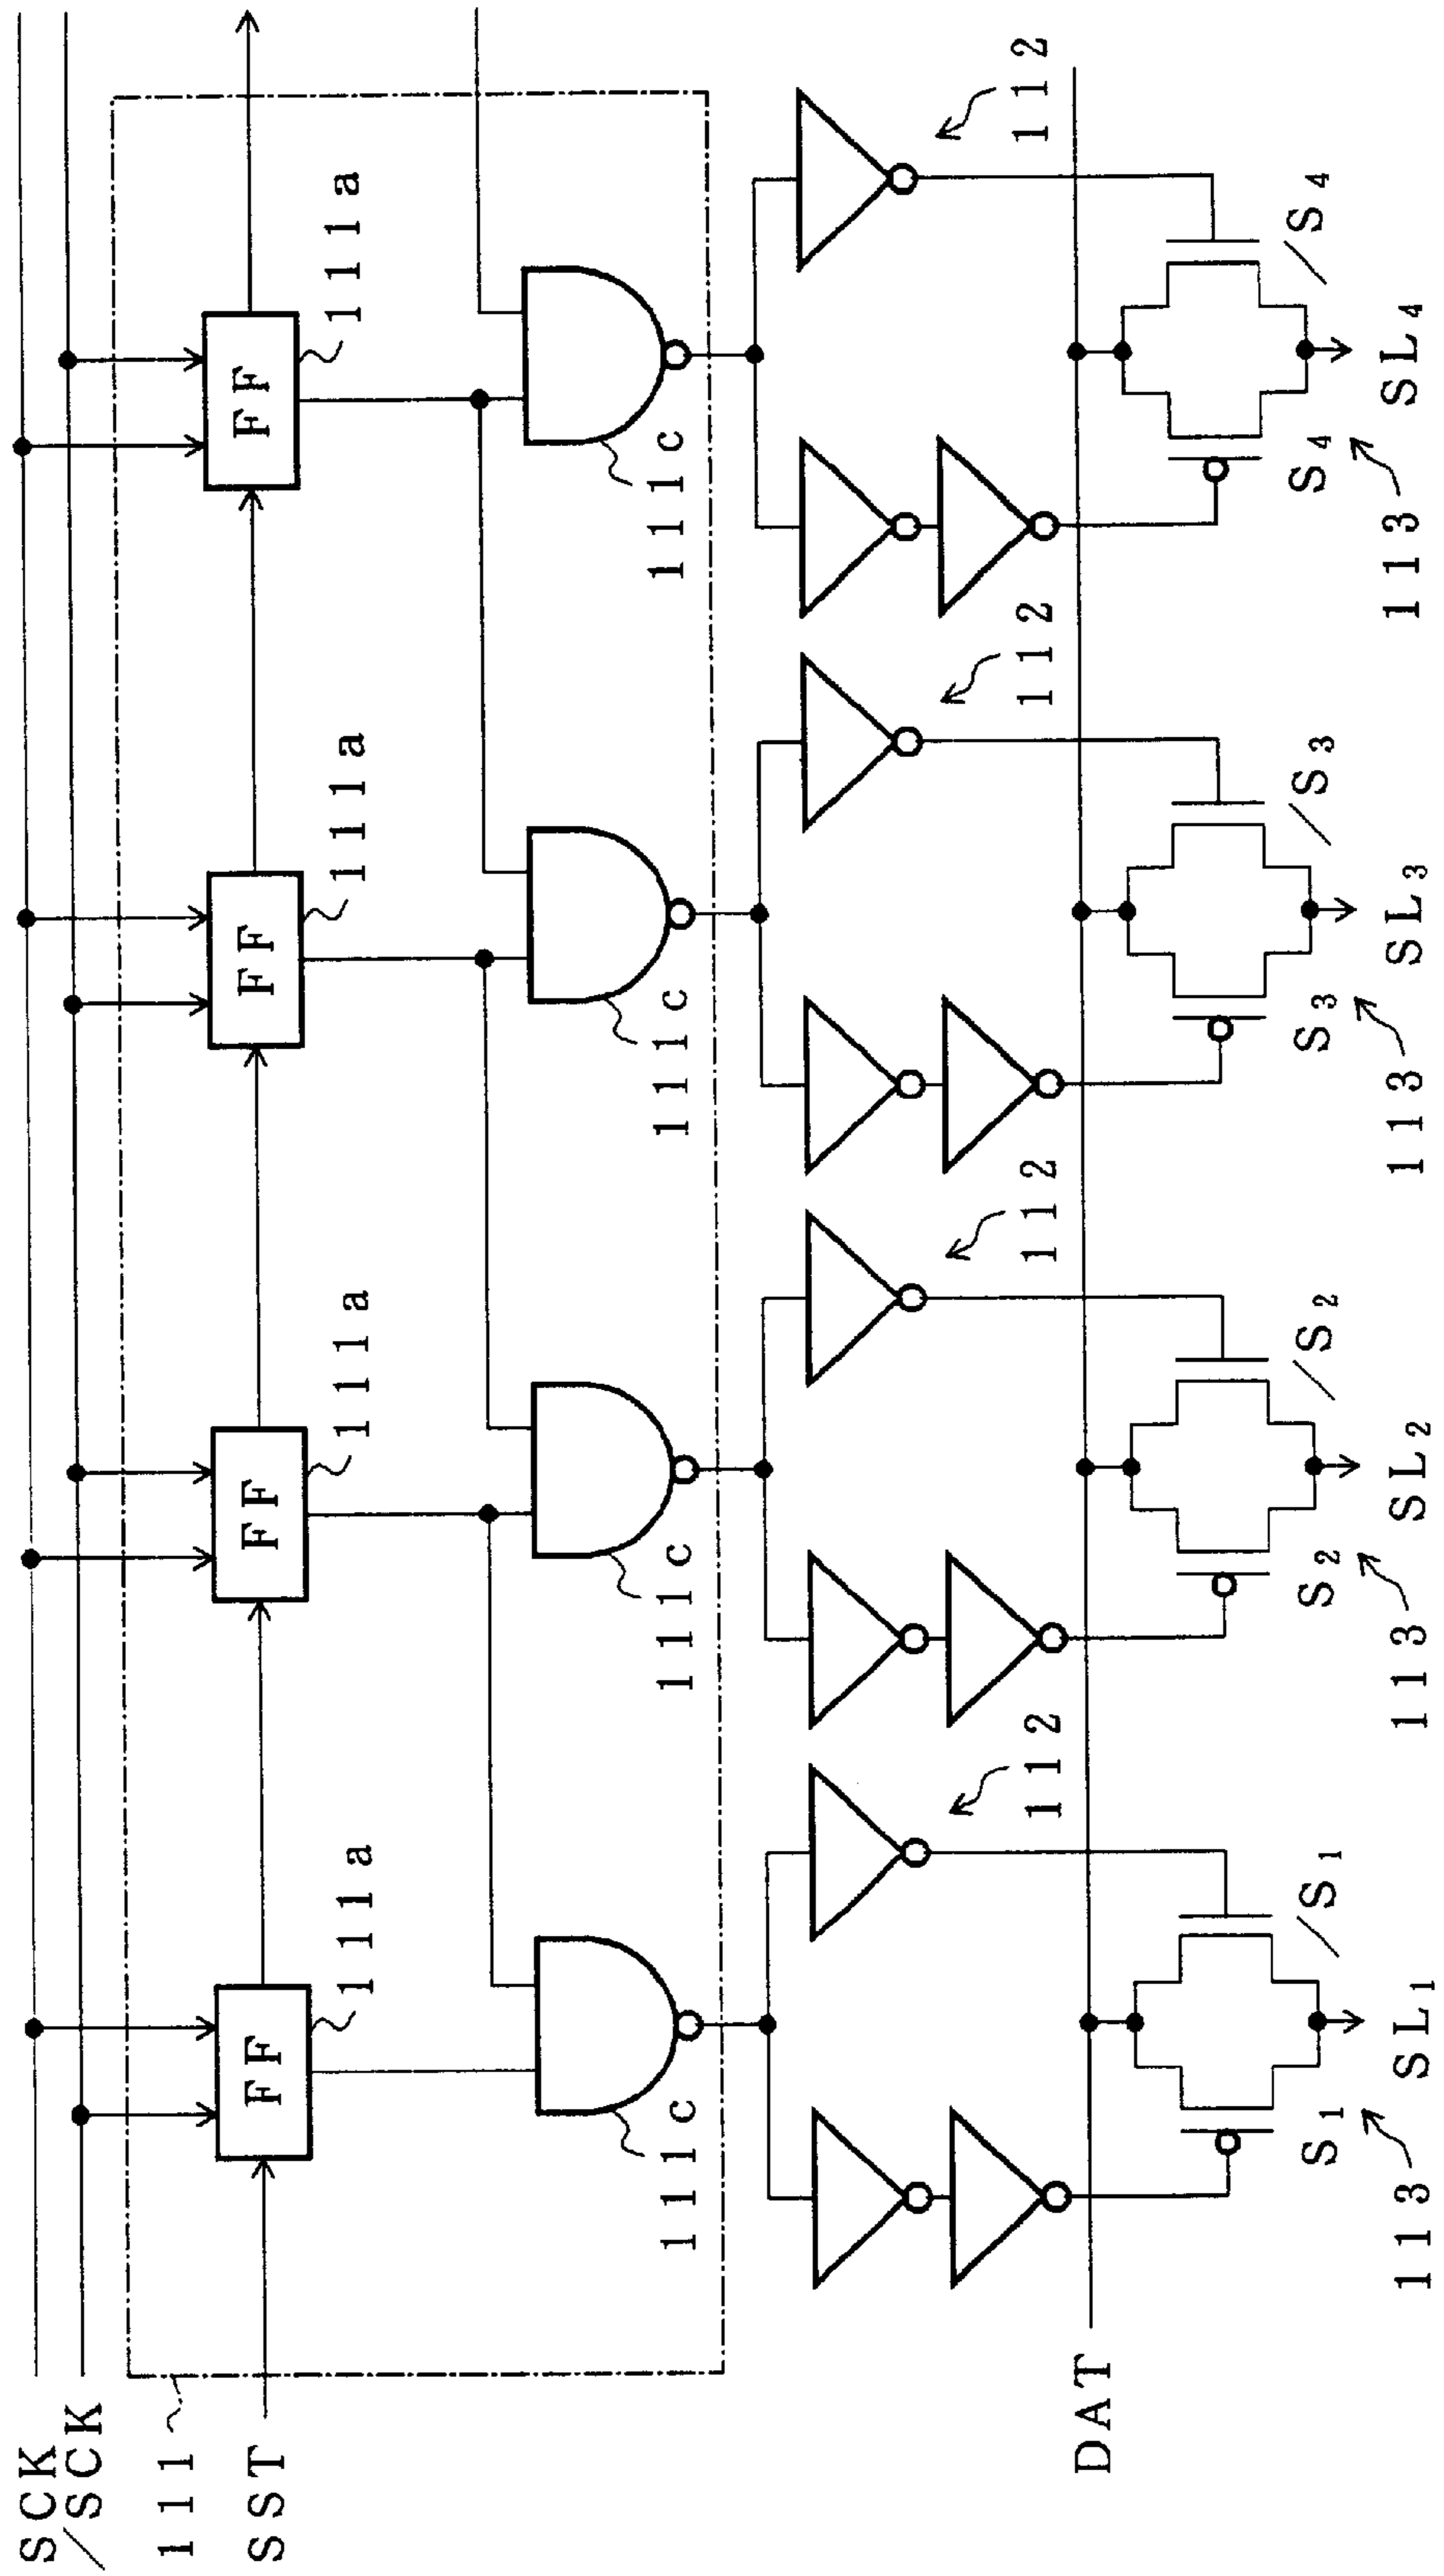 SCK
/SCK
111
SST
FF
FF
FF
FF
111a
111a
111a
111a
111c
111c
111c
111c
112
112
112
112
DAT
S1
/S1
S2
/S2
S3
/S3
S4
/S4
113
SL1
113
SL2
113
SL3
113
SL4